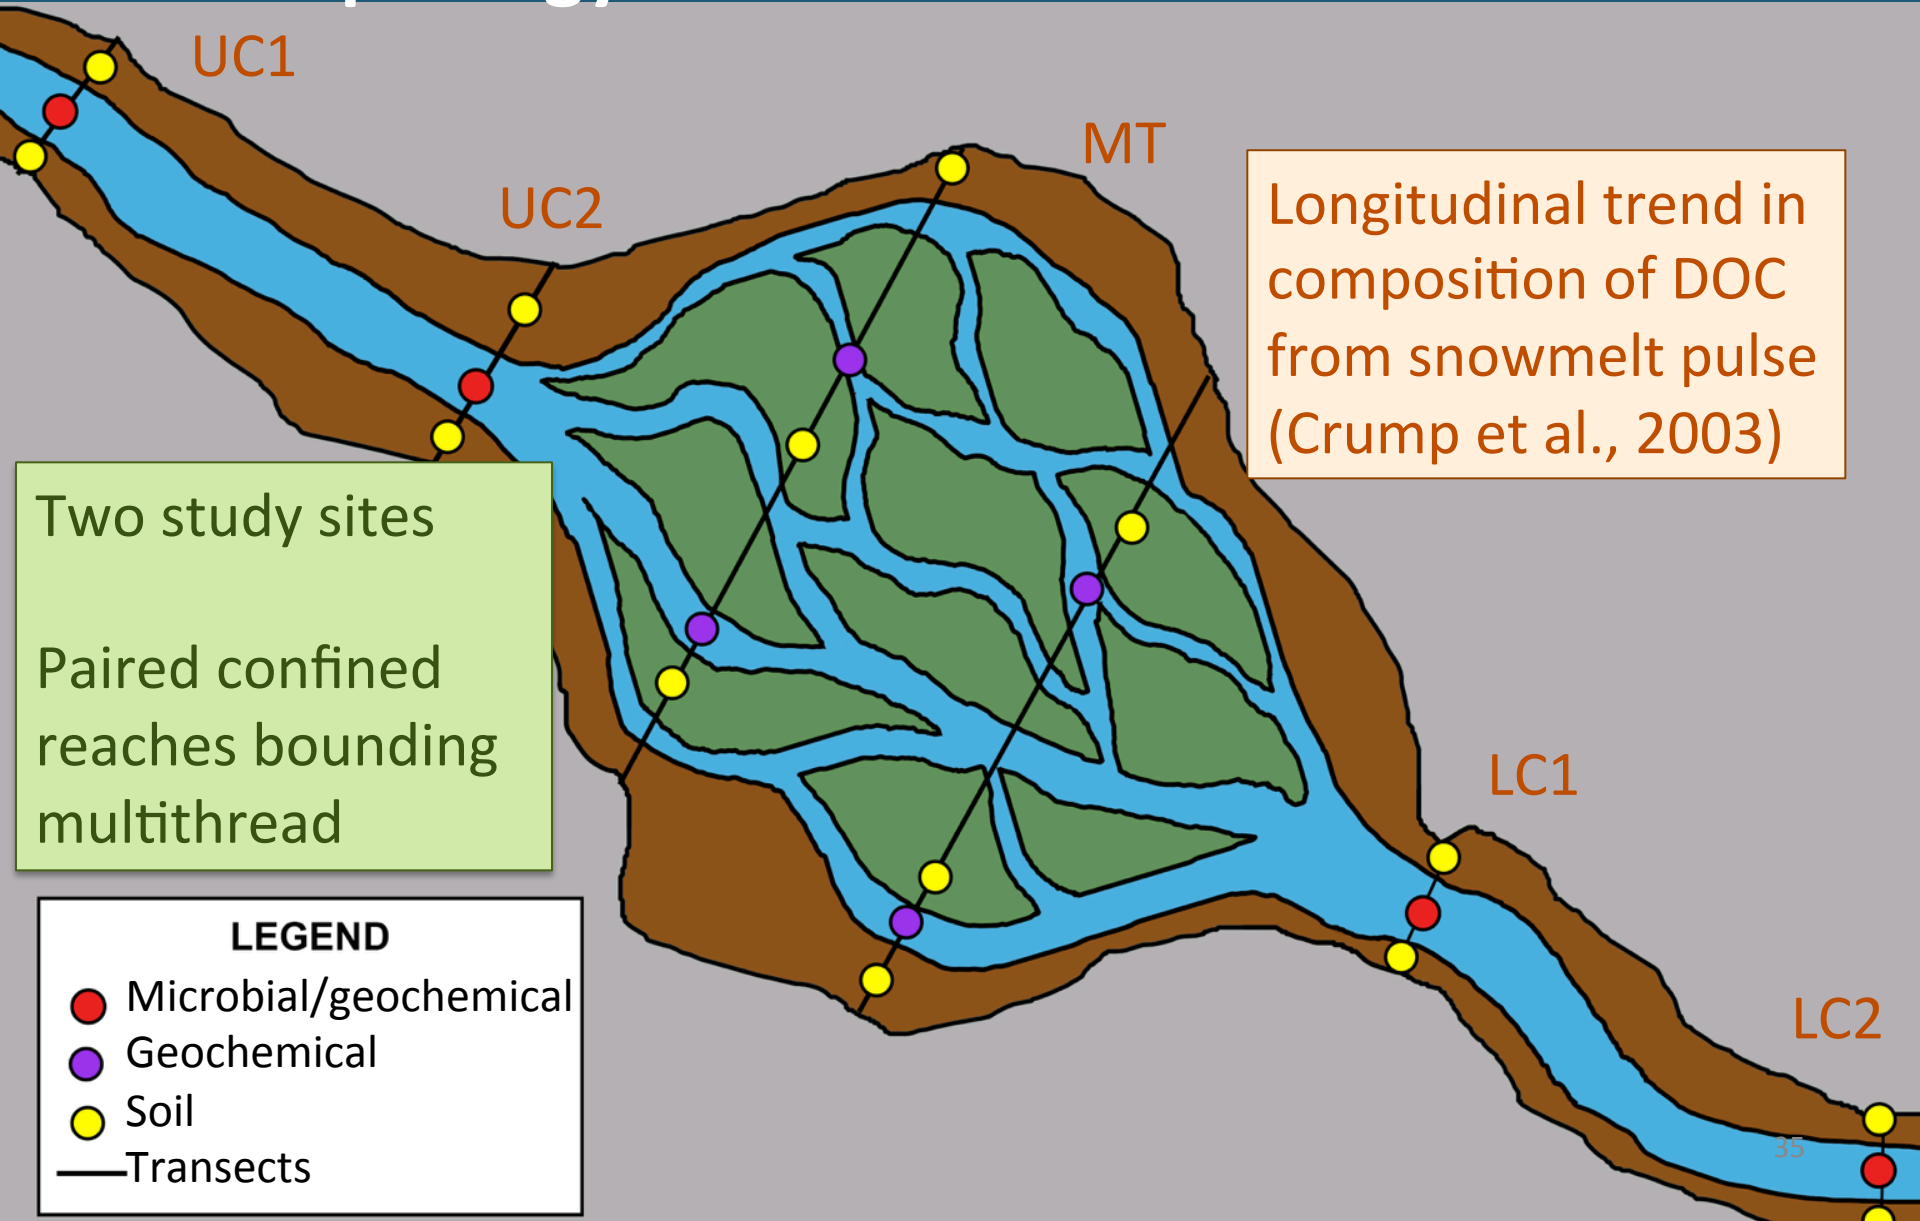 UC1
UC2
MT
Longitudinal trend in
composition of DOC
from snowmelt pulse
(Crump et al., 2003)
Two study sites
Paired confined
reaches bounding
multithread
LC1
LC2
LEGEND
Microbial/geochemical
Geochemical
Soil
Transects
35